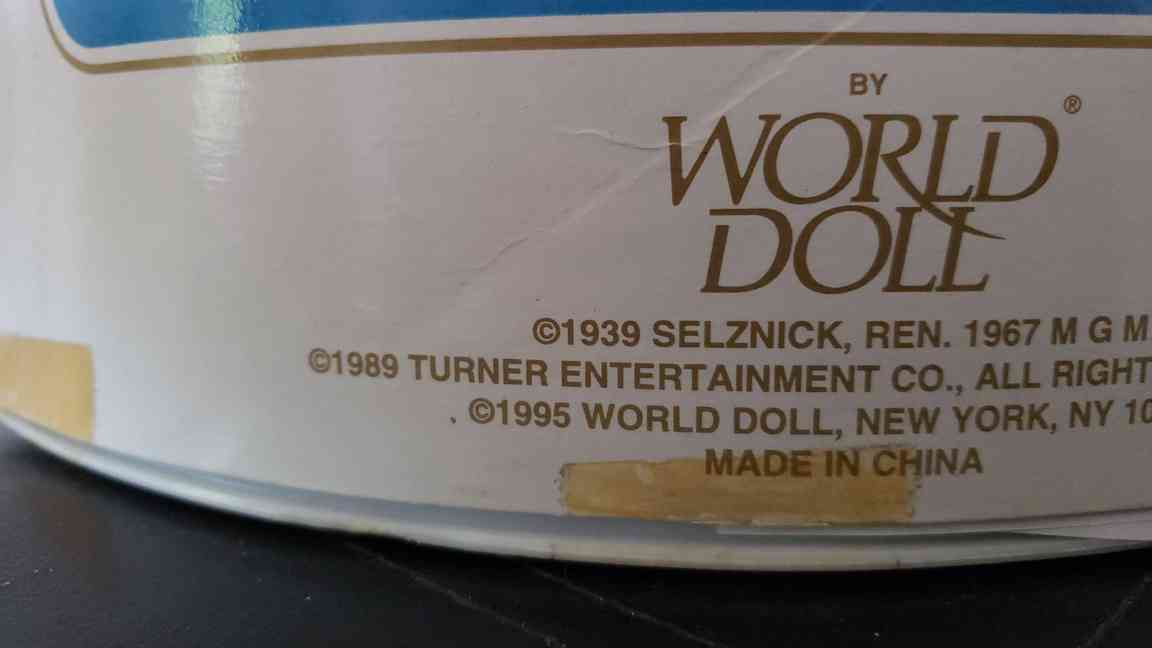 BY
WORLD®
DOLL
©1939 SELZNICK, REN. 1967 M G M
©1989 TURNER ENTERTAINMENT CO., ALL RIGHT
. ©1995 WORLD DOLL, NEW YORK, NY 10
MADE IN CHINA